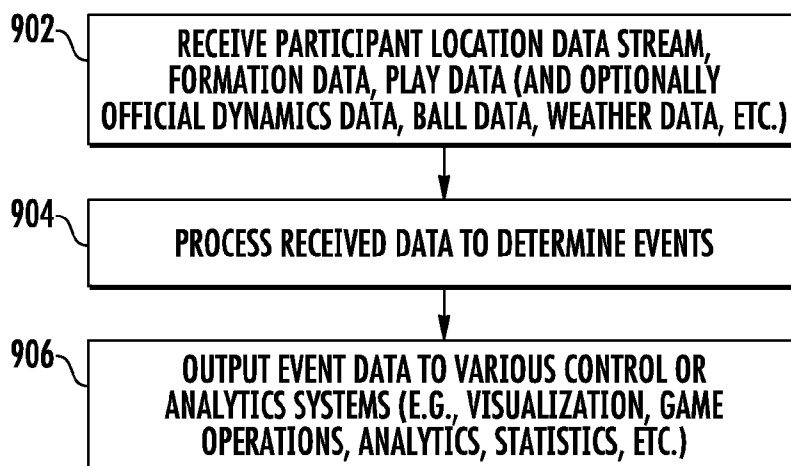 902
RECEIVE PARTICIPANT LOCATION DATA STREAM,
FORMATION DATA, PLAY DATA (AND OPTIONALLY
OFFICIAL DYNAMICS DATA, BALL DATA, WEATHER DATA, ETC.)
904
PROCESS RECEIVED DATA TO DETERMINE EVENTS
906
OUTPUT EVENT DATA TO VARIOUS CONTROL OR
ANALYTICS SYSTEMS (E.G., VISUALIZATION, GAME
OPERATIONS, ANALYTICS, STATISTICS, ETC.)